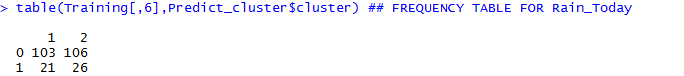 > table(Training[,6],Predict_cluster$cluster) ## FREQUENCY TABLE FOR Rain_Today
1 2
0 103 106
1 21 26